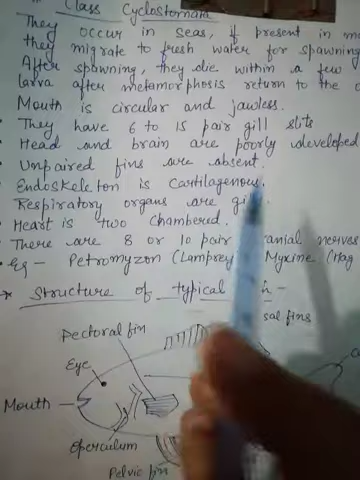 Class Cyclostomata
They occur in seas, if present in
they migrate to fresh water for spawning
After spawning, they die within a few
larva after metamorphosis return to the
Mouth is circular and jawless.
They have 6 to 15 pair gill slits
Head and brain are poorly developed
Unpaired fins are absent.
Endoskeleton is cartilagenous.
Respiratory organs are
Heart is two chambered.
There are 8 or 10 pair cranial nerves
Eg - Petromyzon (Lamprey) Myxine (Hag
* Structure of typical
Pectoral fin
Eye
Mouth
Operculum
Pelvic fin